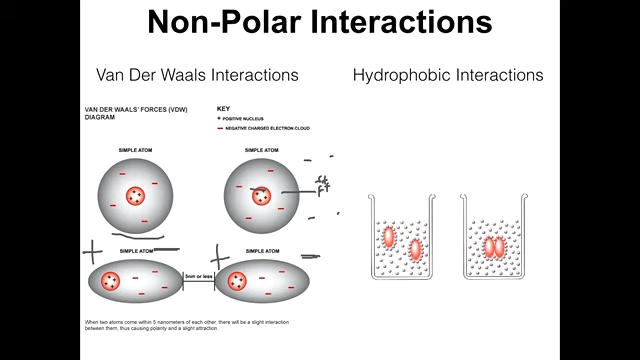 Non-Polar Interactions
Van Der Waals Interactions
Hydrophobic Interactions
VAN DER WAALS' FORCES (VDW)
DIAGRAM
KEY
+ POSITIVE NUCLEUS
− NEGATIVE CHARGED ELECTRON CLOUD
SIMPLE ATOM
SIMPLE ATOM
SIMPLE ATOM
SIMPLE ATOM
5nm or less
When two atoms come within 5 nanometers of each other, there will be a slight interaction
between them, thus causing polarity and a slight attraction.